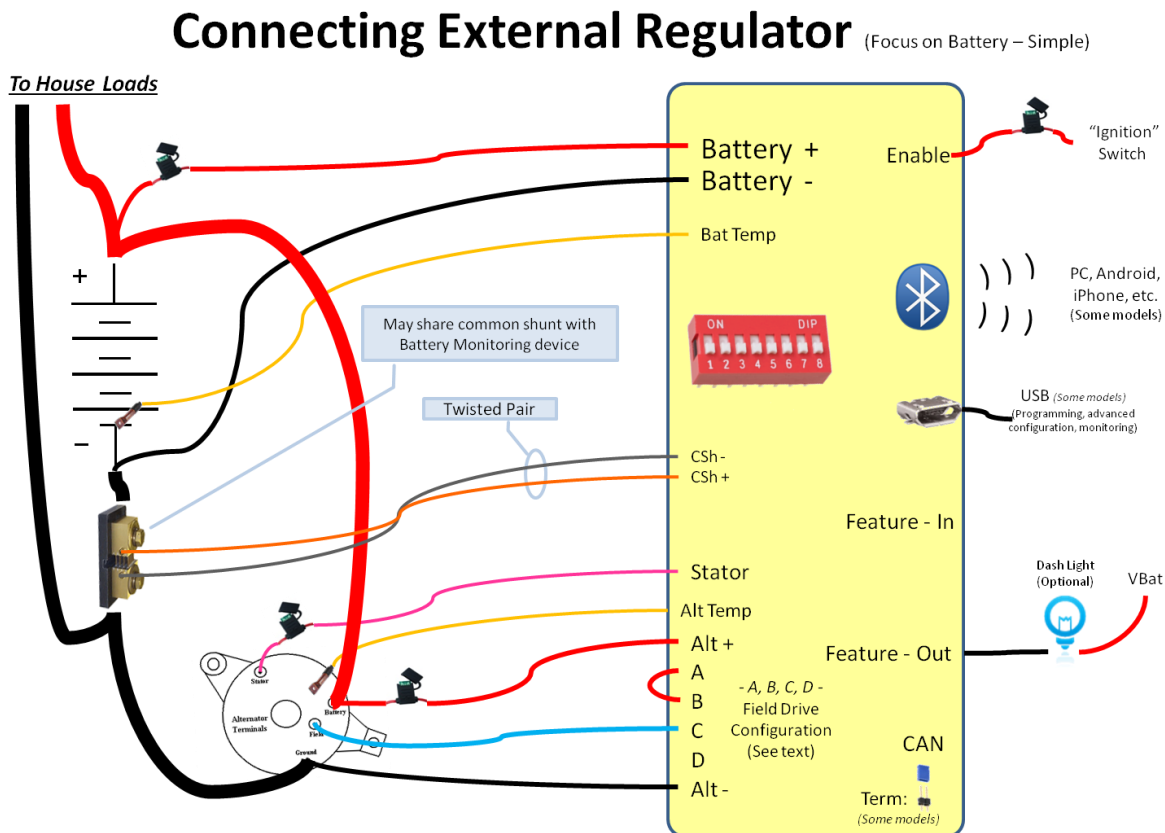 Connecting External Regulator (Focus on Battery – Simple)
To House Loads
Battery +
Battery -
Bat Temp
Enable
“Ignition”
Switch
+
–
May share common shunt with
Battery Monitoring device
ON DIP
1 2 3 4 5 6 7 8
PC, Android,
iPhone, etc.
(Some models)
Twisted Pair
USB (Some models)
(Programming, advanced
configuration, monitoring)
CSh -
CSh +
Feature - In
Stator
Alt Temp
Alt +
A
B
C
D
Alt -
- A, B, C, D -
Field Drive
Configuration
(See text)
Dash Light
(Optional)
VBat
Feature - Out
CAN
Term:
(Some models)
Stator
Alternator
Terminals
Battery
Field
Ground